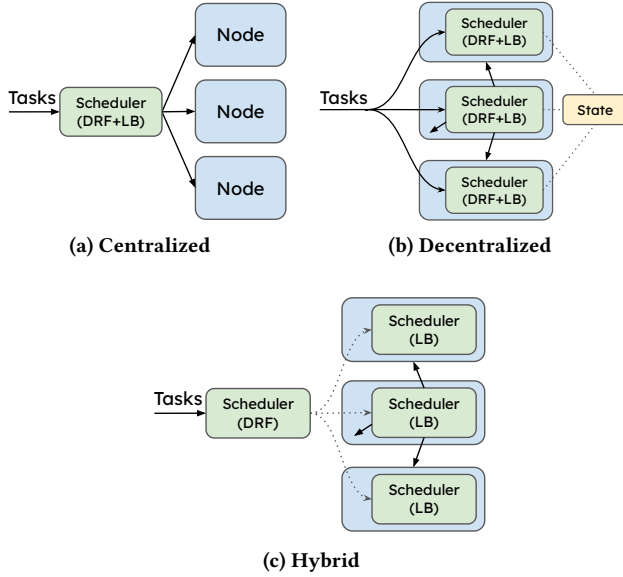 Tasks
Scheduler
(DRF+LB)
Node
Node
Node
(a) Centralized
Tasks
Scheduler
(DRF+LB)
Scheduler
(DRF+LB)
Scheduler
(DRF+LB)
State
(b) Decentralized
Tasks
Scheduler
(DRF)
Scheduler
(LB)
Scheduler
(LB)
Scheduler
(LB)
(c) Hybrid